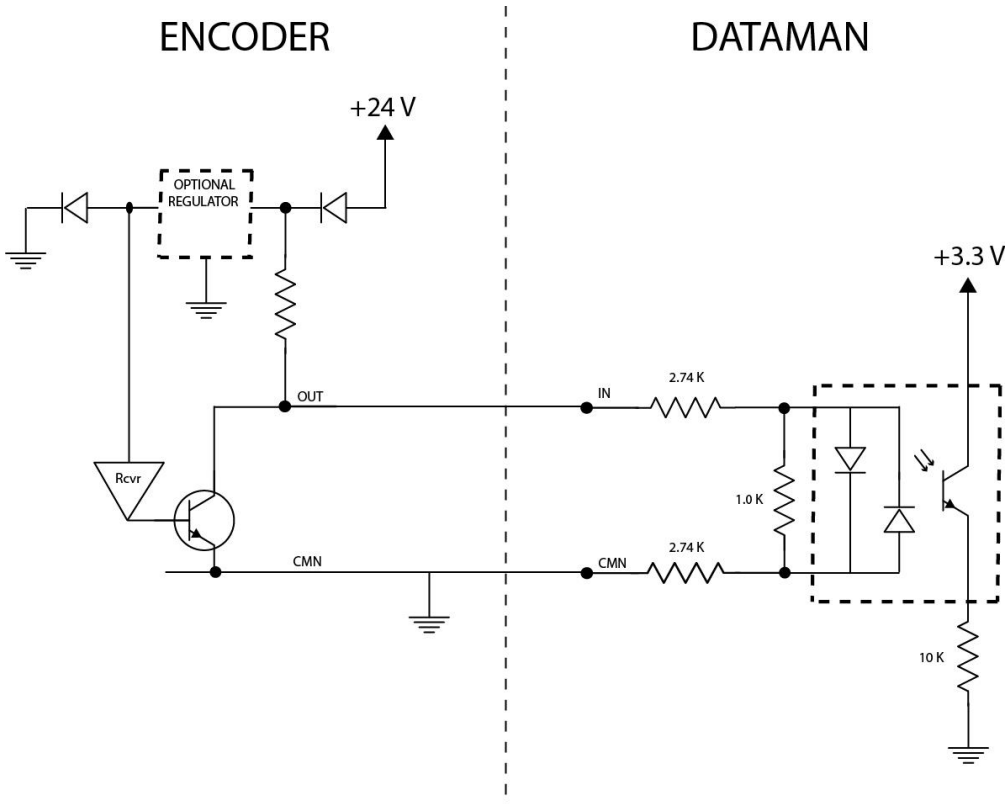 ENCODER
DATAMAN
+24 V
OPTIONAL
REGULATOR
+3.3 V
2.74 K
IN
OUT
Rcvr
1.0 K
2.74 K
CMN
CMN
10 K